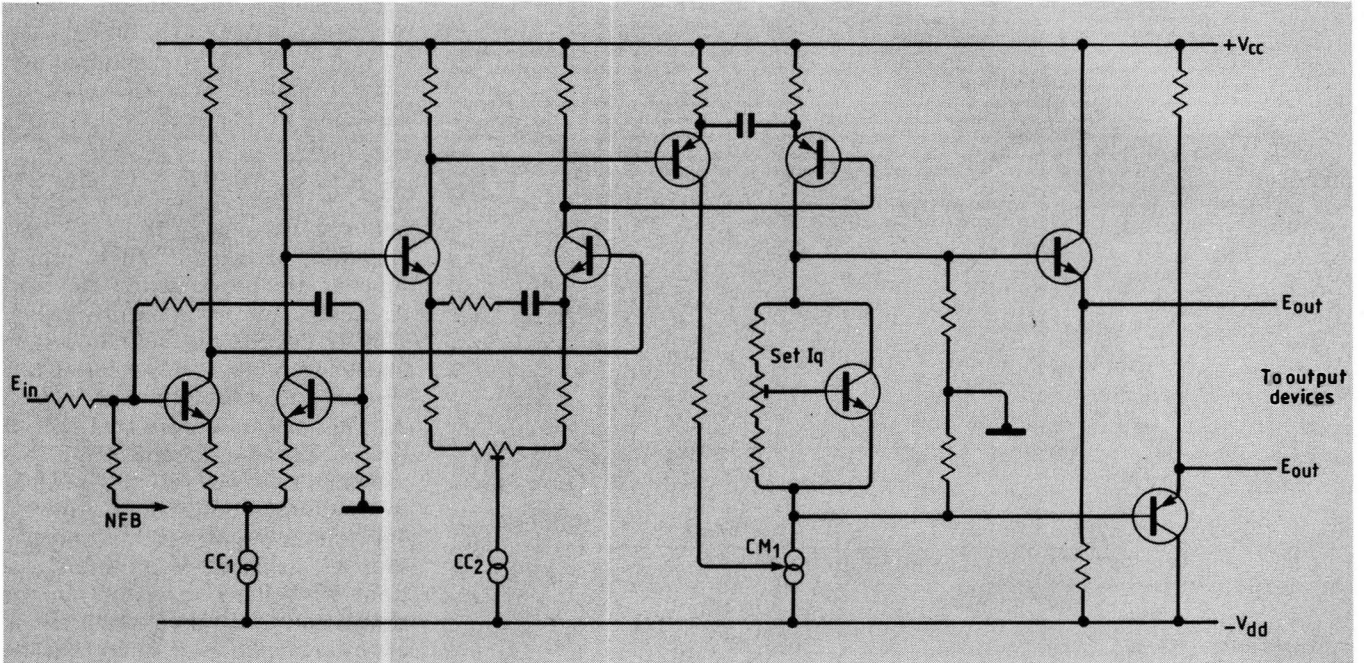 +Vcc
Set Iq
Ein
Eout
To output
devices
Eout
NFB
CC1
CC2
CM1
-Vdd